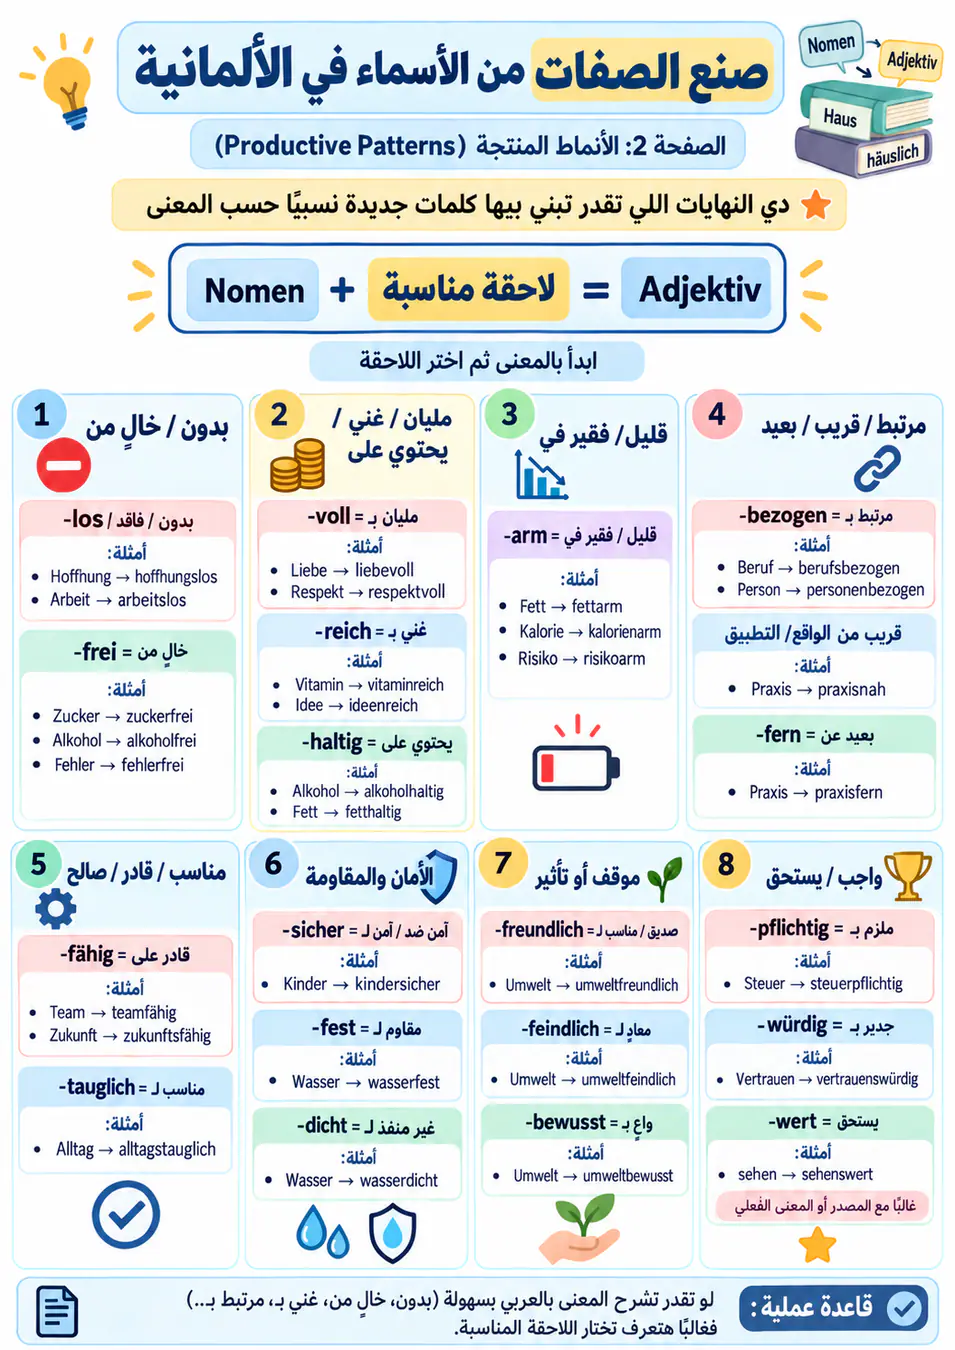 صنع الصفات من الأسماء في الألمانية
Nomen
Adjektiv
Haus
häuslich
الصفحة 2: الأنماط المنتجة (Productive Patterns)
دي النهايات اللي تقدر تبني بيها كلمات جديدة نسبيًا حسب المعنى
Nomen + لاحقة مناسبة = Adjektiv
ابدأ بالمعنى ثم اختر اللاحقة
1
بدون / خالٍ من
-los بدون / فاقد /
أمثلة:
• Hoffnung → hoffnungslos
• Arbeit → arbeitslos
-frei = خالٍ من
أمثلة:
• Zucker → zuckerfrei
• Alkohol → alkoholfrei
• Fehler → fehlerfrei
2
مليان / غني /
يحتوي على
-voll = مليان بـ
أمثلة:
• Liebe → liebevoll
• Respekt → respektvoll
-reich = غني بـ
أمثلة:
• Vitamin → vitaminreich
• Idee → ideenreich
-haltig = يحتوي على
أمثلة:
• Alkohol → alkoholhaltig
• Fett → fetthaltig
3
قليل/ فقير في
-arm = قليل / فقير في
أمثلة:
• Fett → fettarm
• Kalorie → kalorienarm
• Risiko → risikoarm
4
مرتبط / قريب / بعيد
-bezogen = مرتبط بـ
أمثلة:
• Beruf → berufsbezogen
• Person → personenbezogen
قريب من الواقع/ التطبيق
أمثلة:
• Praxis → praxisnah
-fern = بعيد عن
أمثلة:
• Praxis → praxisfern
5
مناسب / قادر/ صالح
-fähig = قادر على
أمثلة:
• Team → teamfähig
• Zukunft → zukunftsfähig
-tauglich = مناسب لـ
أمثلة:
• Alltag → alltagstauglich
6
الأمان والمقاومة
-sicher = آمن ضد / آمن لـ
أمثلة:
• Kinder → kindersicher
-fest = مقاوم لـ
أمثلة:
• Wasser → wasserfest
-dicht = غير منفذ لـ
أمثلة:
• Wasser → wasserdicht
7
موقف أو تأثير
-freundlich = صديق/ مناسب لـ
أمثلة:
• Umwelt → umweltfreundlich
-feindlich = معادٍ لـ
أمثلة:
• Umwelt → umweltfeindlich
-bewusst = واعٍ بـ
أمثلة:
• Umwelt → umweltbewusst
8
واجب / يستحق
-pflichtig = ملزم بـ
أمثلة:
• Steuer → steuerpflichtig
-würdig = جدير بـ
أمثلة:
• Vertrauen → vertrauenswürdig
-wert = يستحق
أمثلة:
• sehen → sehenswert
غالبًا مع المصدر أو المعنى الفعلي
قاعدة عملية:
لو تقدر تشرح المعنى بالعربي بسهولة (بدون، خالٍ من، غني بـ، مرتبط بـ...)
فغالبًا هتعرف تختار اللاحقة المناسبة.